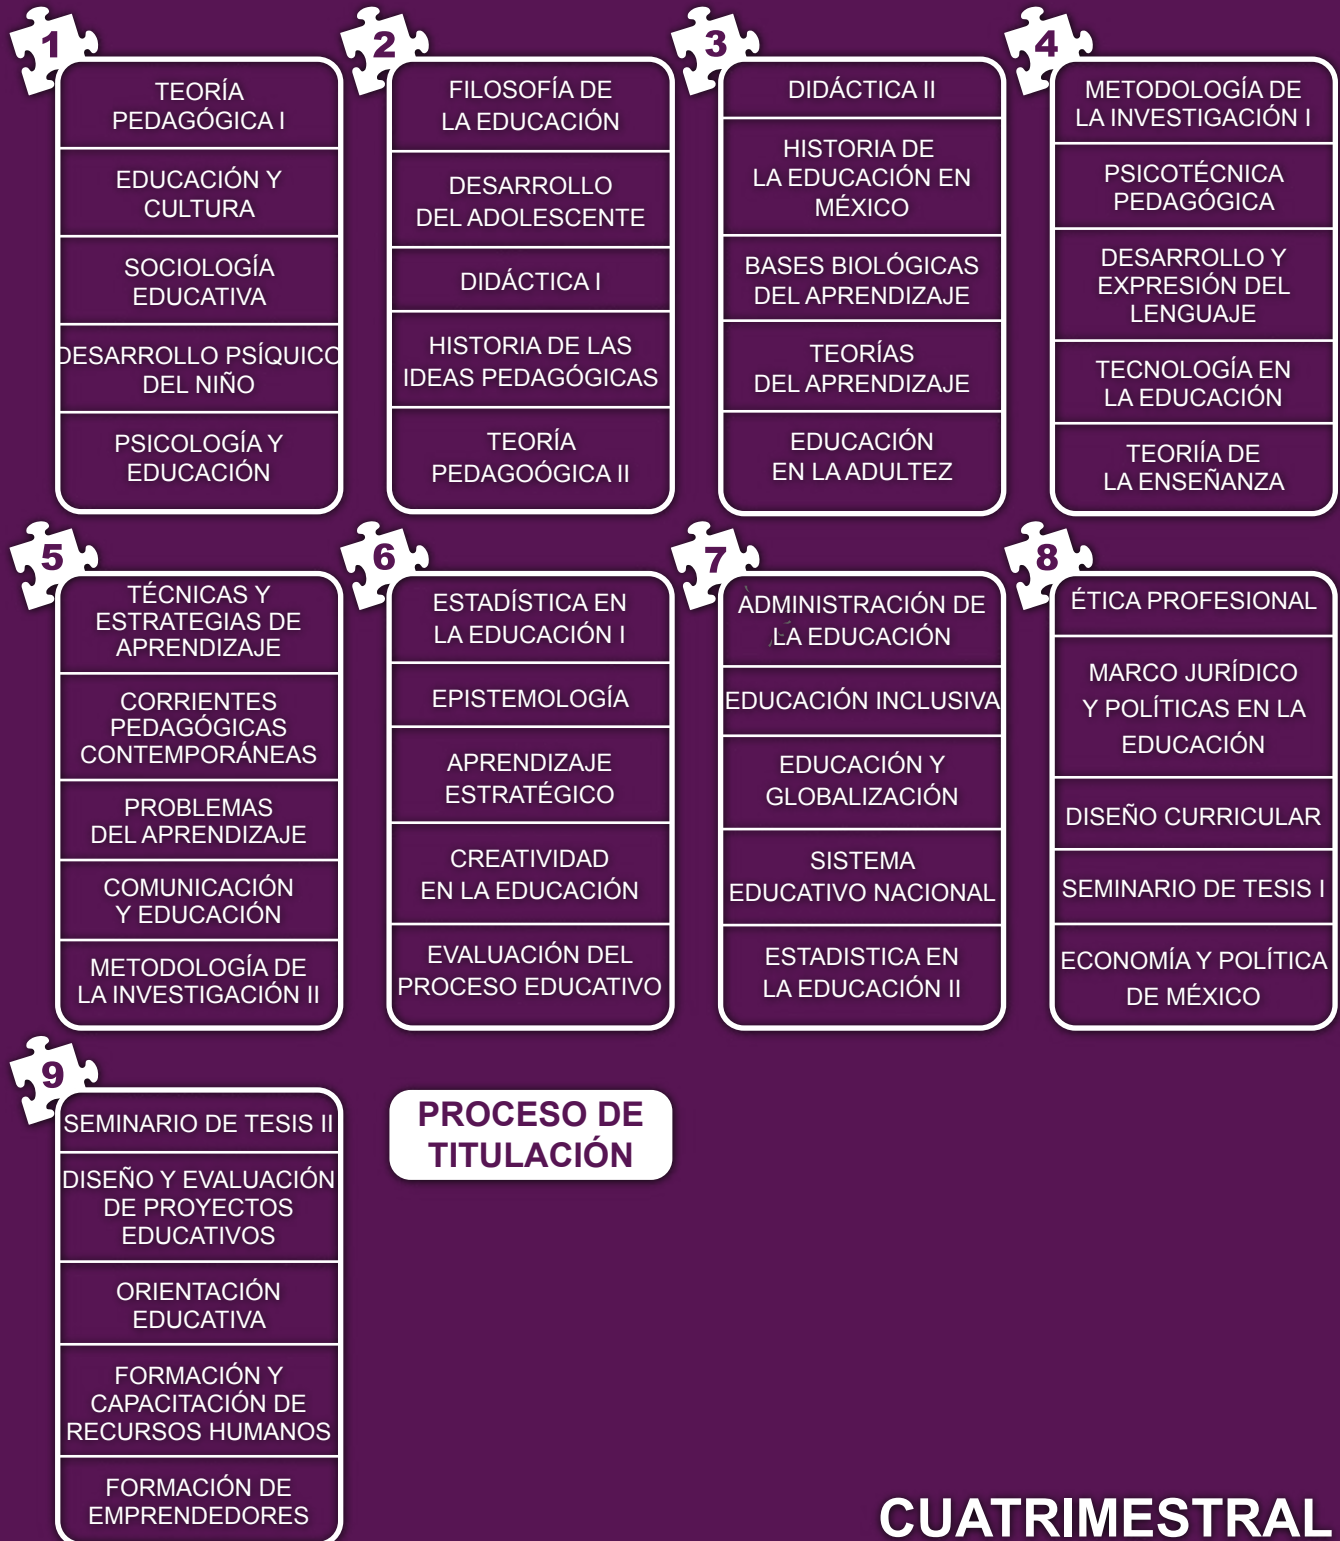 1
TEORÍA
PEDAGÓGICA I
EDUCACIÓN Y
CULTURA
SOCIOLOGÍA
EDUCATIVA
DESARROLLO PSÍQUICO
DEL NIÑO
PSICOLOGÍA Y
EDUCACIÓN
2
FILOSOFÍA DE
LA EDUCACIÓN
DESARROLLO
DEL ADOLESCENTE
DIDÁCTICA I
HISTORIA DE LAS
IDEAS PEDAGÓGICAS
TEORÍA
PEDAGOÓGICA II
3
DIDÁCTICA II
HISTORIA DE
LA EDUCACIÓN EN
MÉXICO
BASES BIOLÓGICAS
DEL APRENDIZAJE
TEORÍAS
DEL APRENDIZAJE
EDUCACIÓN
EN LA ADULTEZ
4
METODOLOGÍA DE
LA INVESTIGACIÓN I
PSICOTÉCNICA
PEDAGÓGICA
DESARROLLO Y
EXPRESIÓN DEL
LENGUAJE
TECNOLOGÍA EN
LA EDUCACIÓN
TEORIÍA DE
LA ENSEÑANZA
5
TÉCNICAS Y
ESTRATEGIAS DE
APRENDIZAJE
CORRIENTES
PEDAGÓGICAS
CONTEMPORÁNEAS
PROBLEMAS
DEL APRENDIZAJE
COMUNICACIÓN
Y EDUCACIÓN
METODOLOGÍA DE
LA INVESTIGACIÓN II
6
ESTADÍSTICA EN
LA EDUCACIÓN I
EPISTEMOLOGÍA
APRENDIZAJE
ESTRATÉGICO
CREATIVIDAD
EN LA EDUCACIÓN
EVALUACIÓN DEL
PROCESO EDUCATIVO
7
ADMINISTRACIÓN DE
LA EDUCACIÓN
EDUCACIÓN INCLUSIVA
EDUCACIÓN Y
GLOBALIZACIÓN
SISTEMA
EDUCATIVO NACIONAL
ESTADISTICA EN
LA EDUCACIÓN II
8
ÉTICA PROFESIONAL
MARCO JURÍDICO
Y POLÍTICAS EN LA
EDUCACIÓN
DISEÑO CURRICULAR
SEMINARIO DE TESIS I
ECONOMÍA Y POLÍTICA
DE MÉXICO
9
SEMINARIO DE TESIS II
DISEÑO Y EVALUACIÓN
DE PROYECTOS
EDUCATIVOS
ORIENTACIÓN
EDUCATIVA
FORMACIÓN Y
CAPACITACIÓN DE
RECURSOS HUMANOS
FORMACIÓN DE
EMPRENDEDORES
PROCESO DE
TITULACIÓN
CUATRIMESTRAL